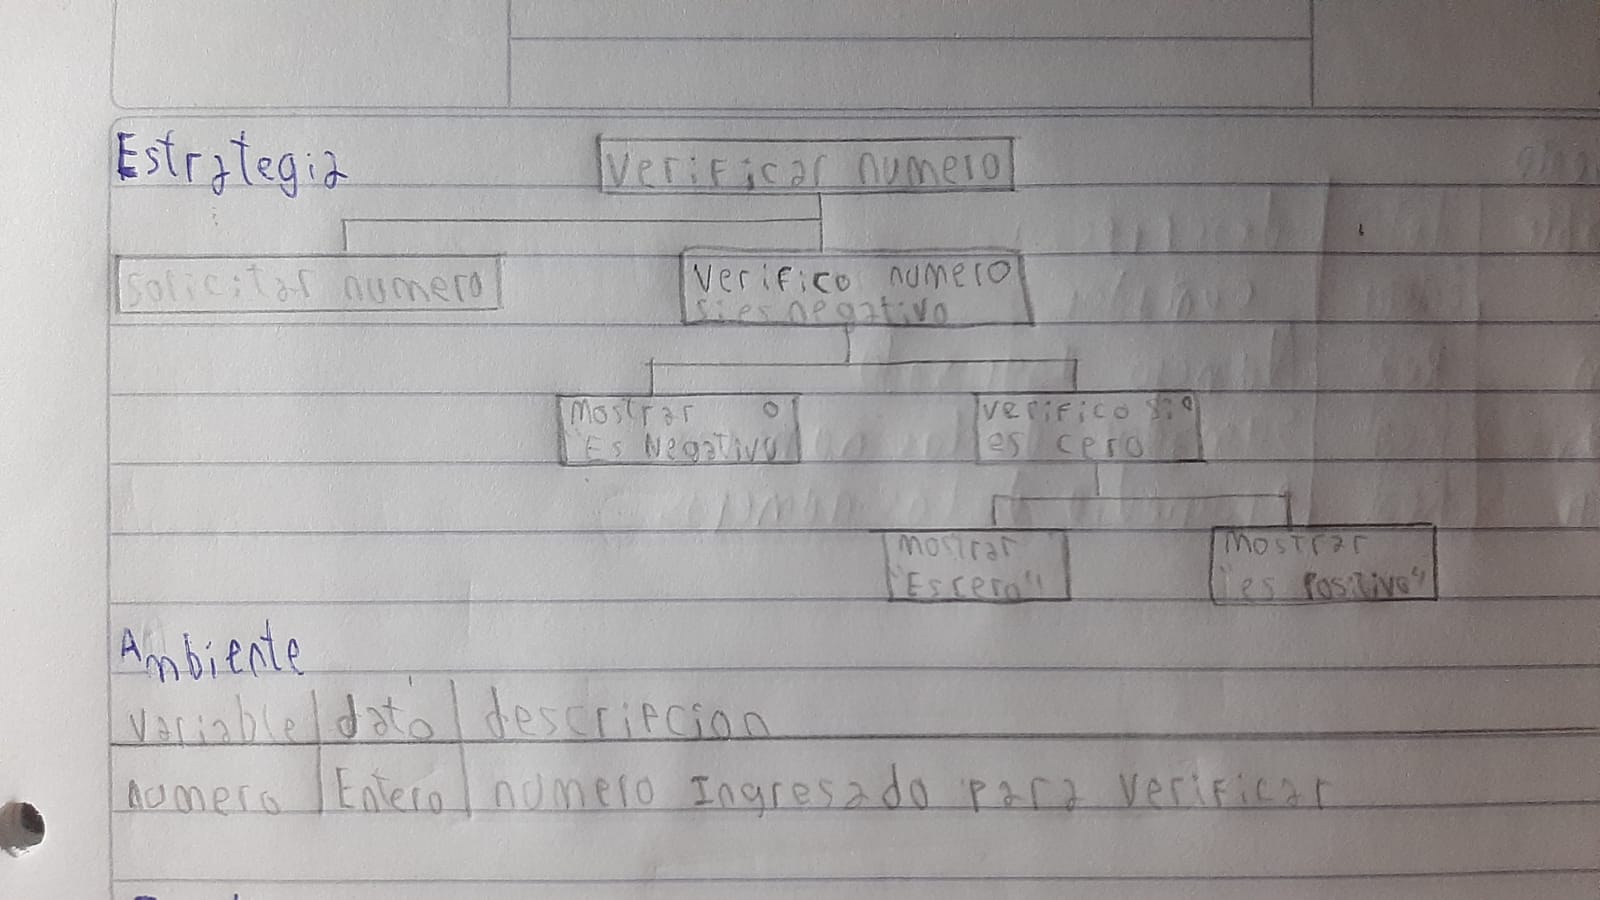 Estrategia
Verificar numero
Solicitar numero
Verifico numero
si es negativo
Mostrar
"Es Negativo
verifico si
es cero
Mostrar
"Es cero"
Mostrar
"es Positivo"
Ambiente
variable | dato | descripcion
numero | Entero | numero Ingresado para verificar